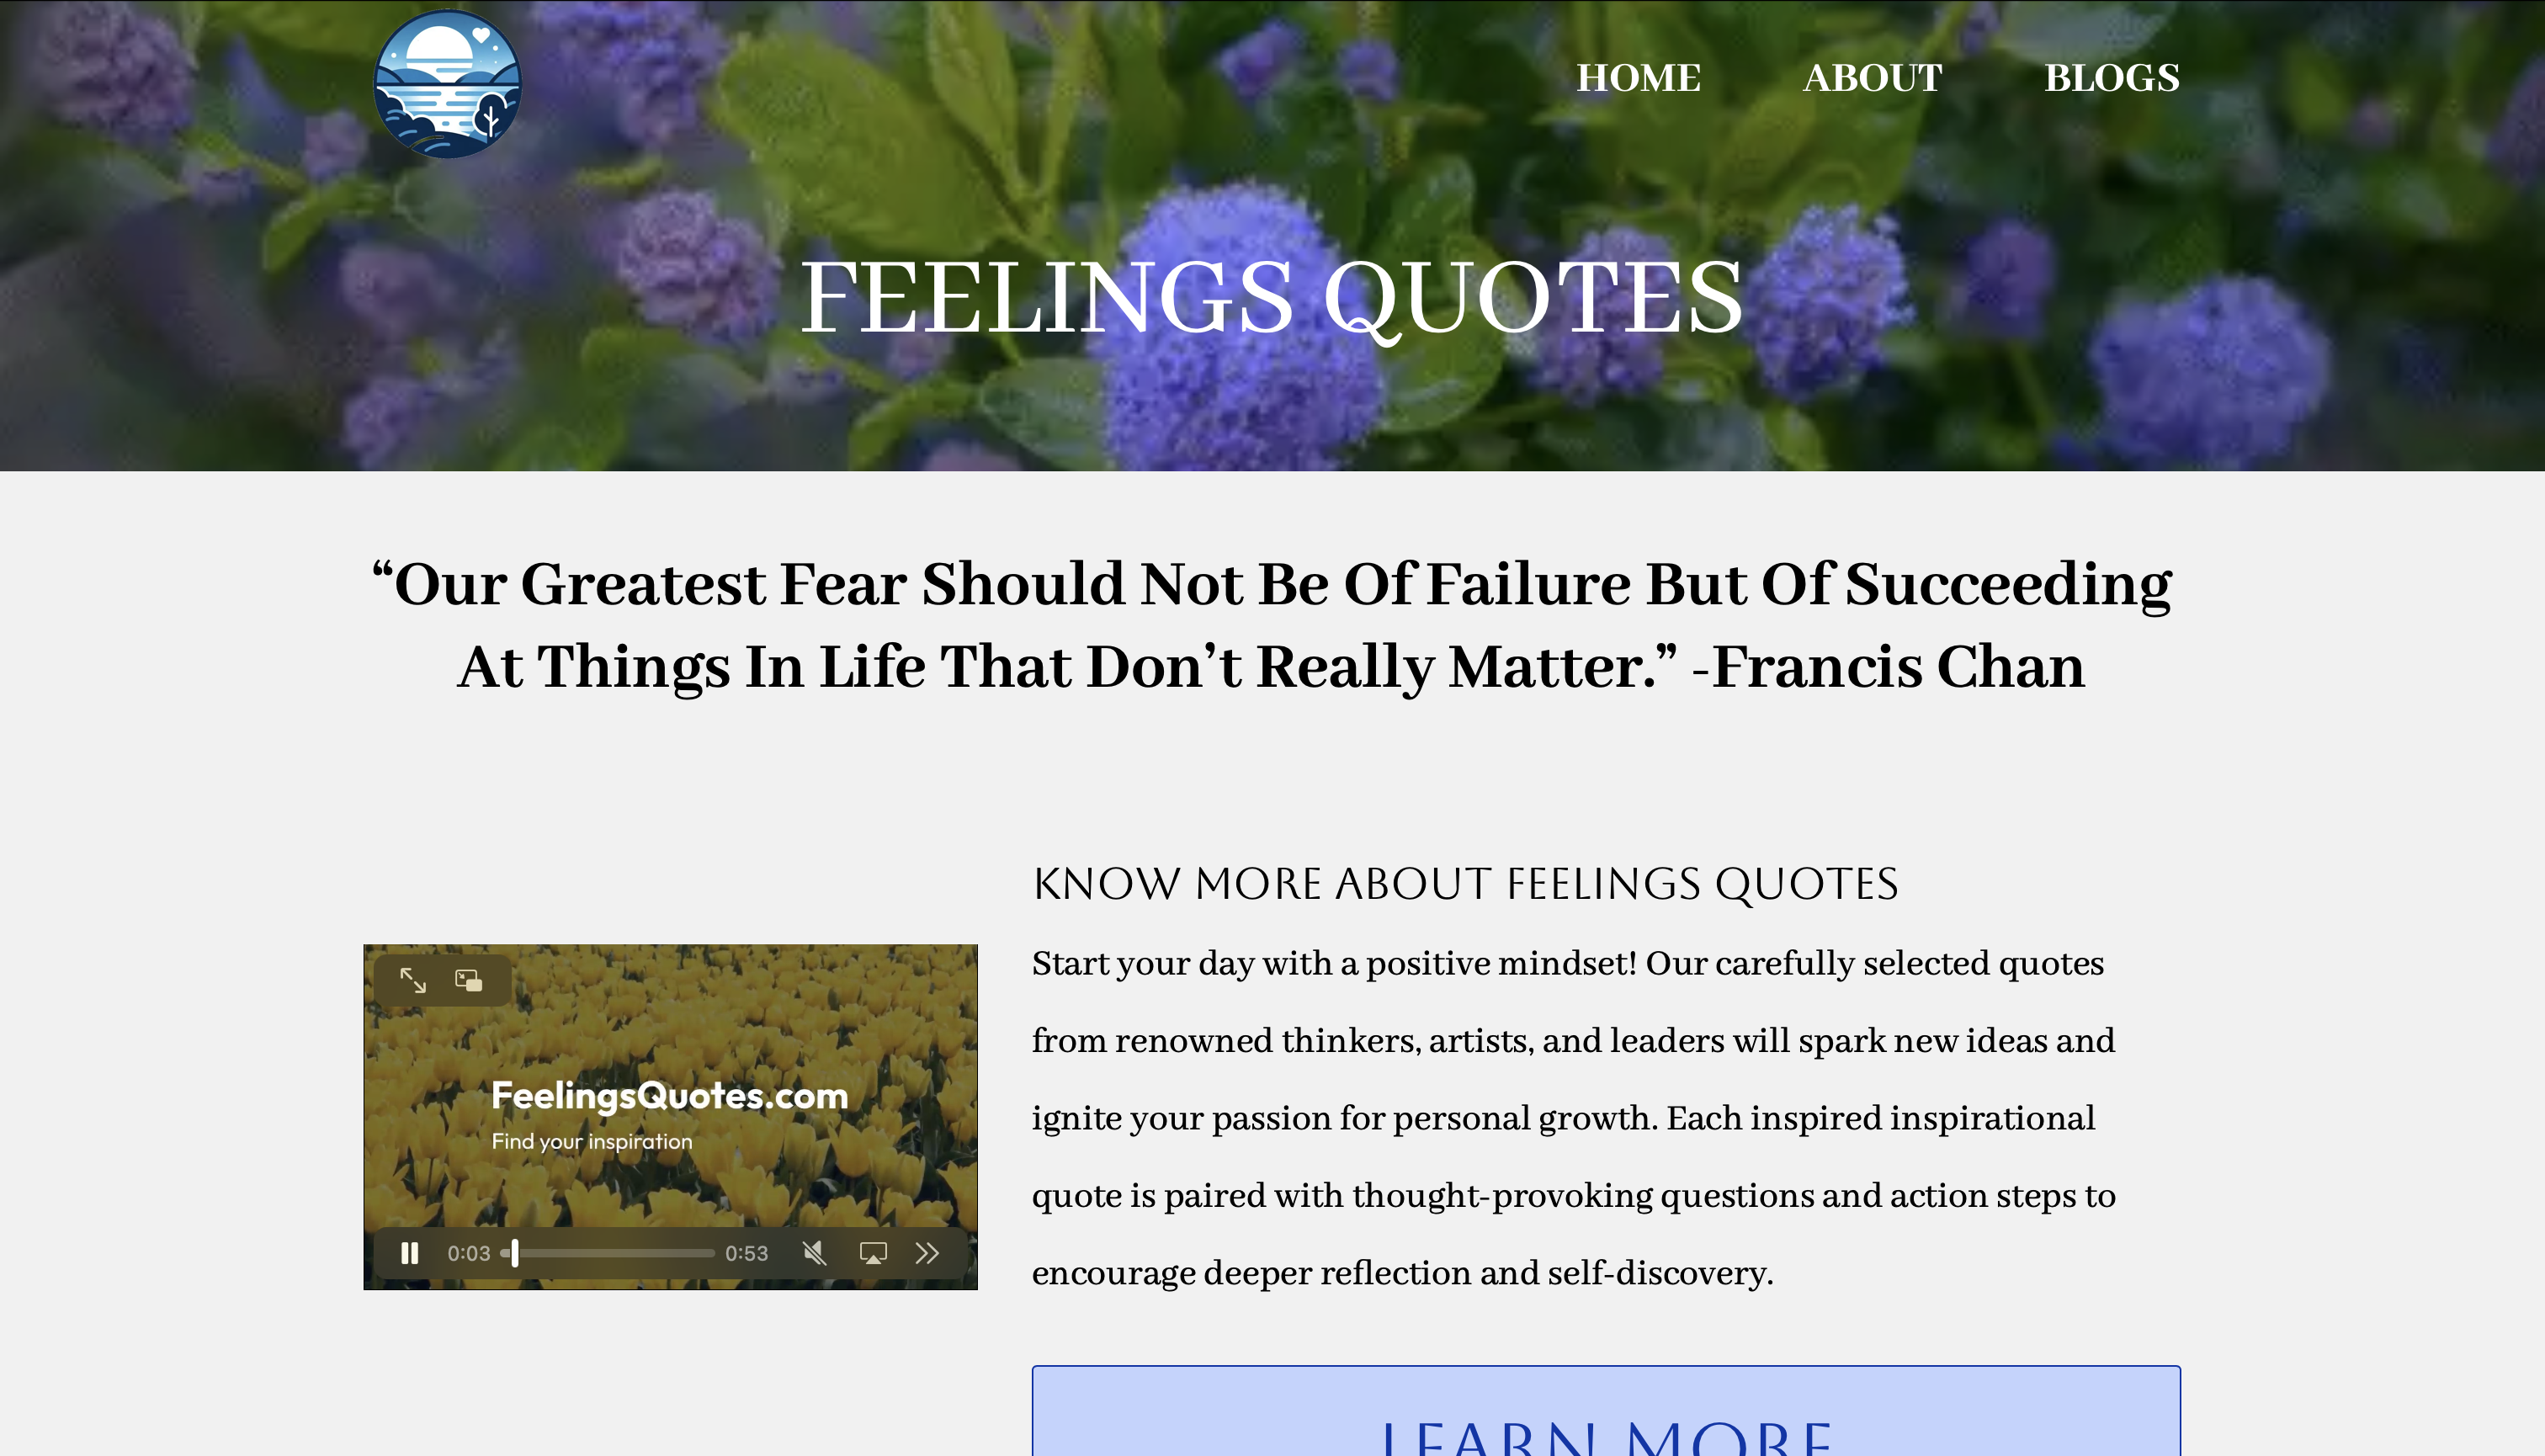 HOME ABOUT BLOGS
FEELINGS QUOTES
“Our Greatest Fear Should Not Be Of Failure But Of Succeeding
At Things In Life That Don’t Really Matter.” -Francis Chan
KNOW MORE ABOUT FEELINGS QUOTES
Start your day with a positive mindset! Our carefully selected quotes
from renowned thinkers, artists, and leaders will spark new ideas and
ignite your passion for personal growth. Each inspired inspirational
quote is paired with thought-provoking questions and action steps to
encourage deeper reflection and self-discovery.
FeelingsQuotes.com
Find your inspiration
0:03 0:53
LEARN MORE